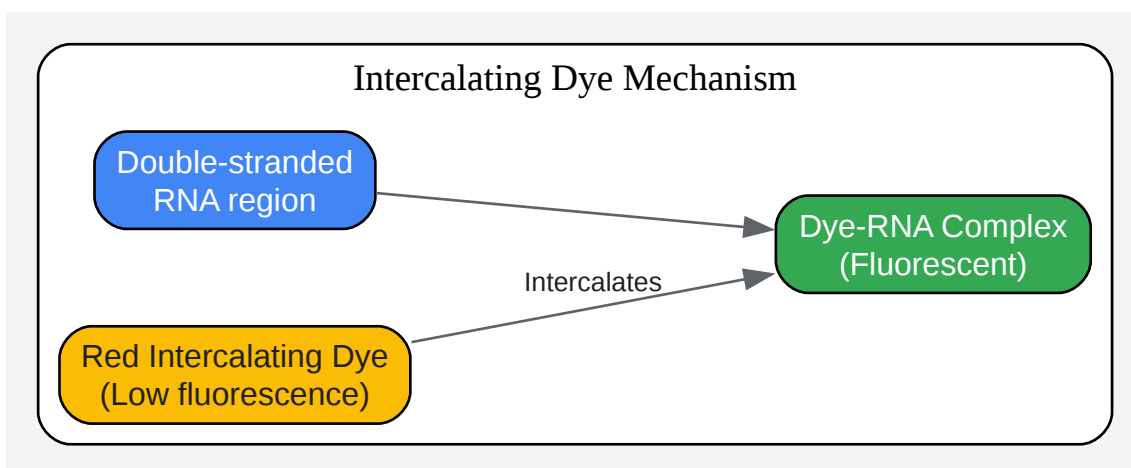 Intercalating Dye Mechanism
Double-stranded
RNA region
Dye-RNA Complex
(Fluorescent)
Intercalates
Red Intercalating Dye
(Low fluorescence)